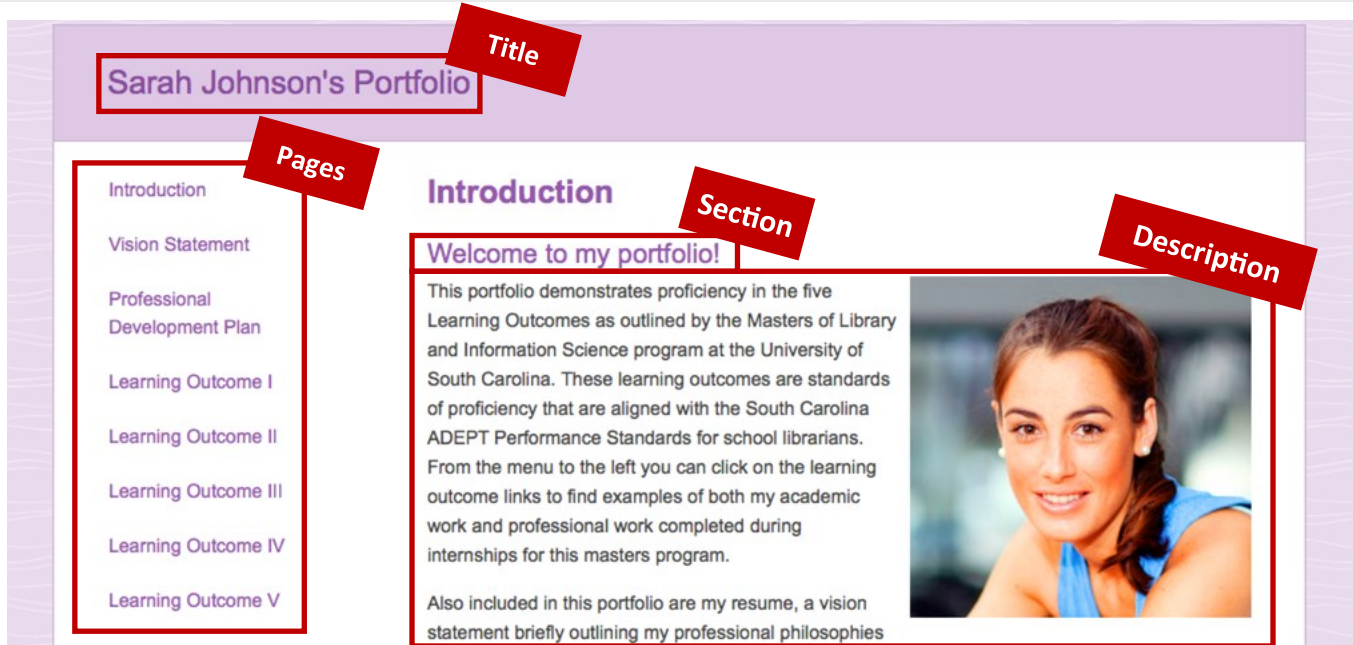 Title
Sarah Johnson's Portfolio
Pages
Introduction
Vision Statement
Professional
Development Plan
Learning Outcome I
Learning Outcome II
Learning Outcome III
Learning Outcome IV
Learning Outcome V
Introduction
Section
Welcome to my portfolio!
Description
This portfolio demonstrates proficiency in the five
Learning Outcomes as outlined by the Masters of Library
and Information Science program at the University of
South Carolina. These learning outcomes are standards
of proficiency that are aligned with the South Carolina
ADEPT Performance Standards for school librarians.
From the menu to the left you can click on the learning
outcome links to find examples of both my academic
work and professional work completed during
internships for this masters program.
Also included in this portfolio are my resume, a vision
statement briefly outlining my professional philosophies